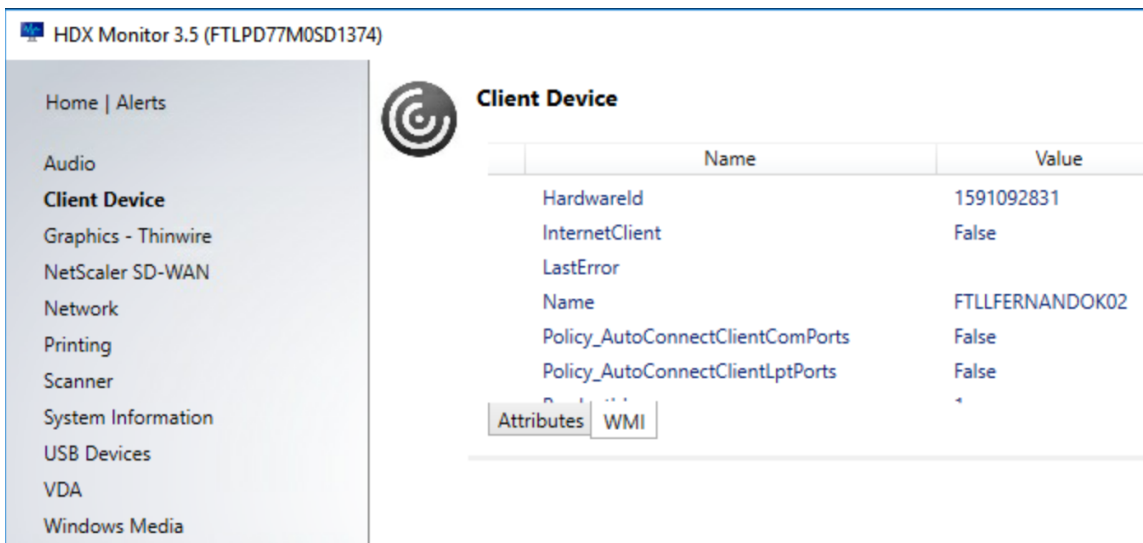 HDX Monitor 3.5 (FTLPD77M0SD1374)
Home | Alerts
Audio
Client Device
Graphics - Thinwire
NetScaler SD-WAN
Network
Printing
Scanner
System Information
USB Devices
VDA
Windows Media
Client Device
Name Value
HardwareId 1591092831
InternetClient False
LastError
Name FTLLFERNANDOK02
Policy_AutoConnectClientComPorts False
Policy_AutoConnectClientLptPorts False
Attributes WMI